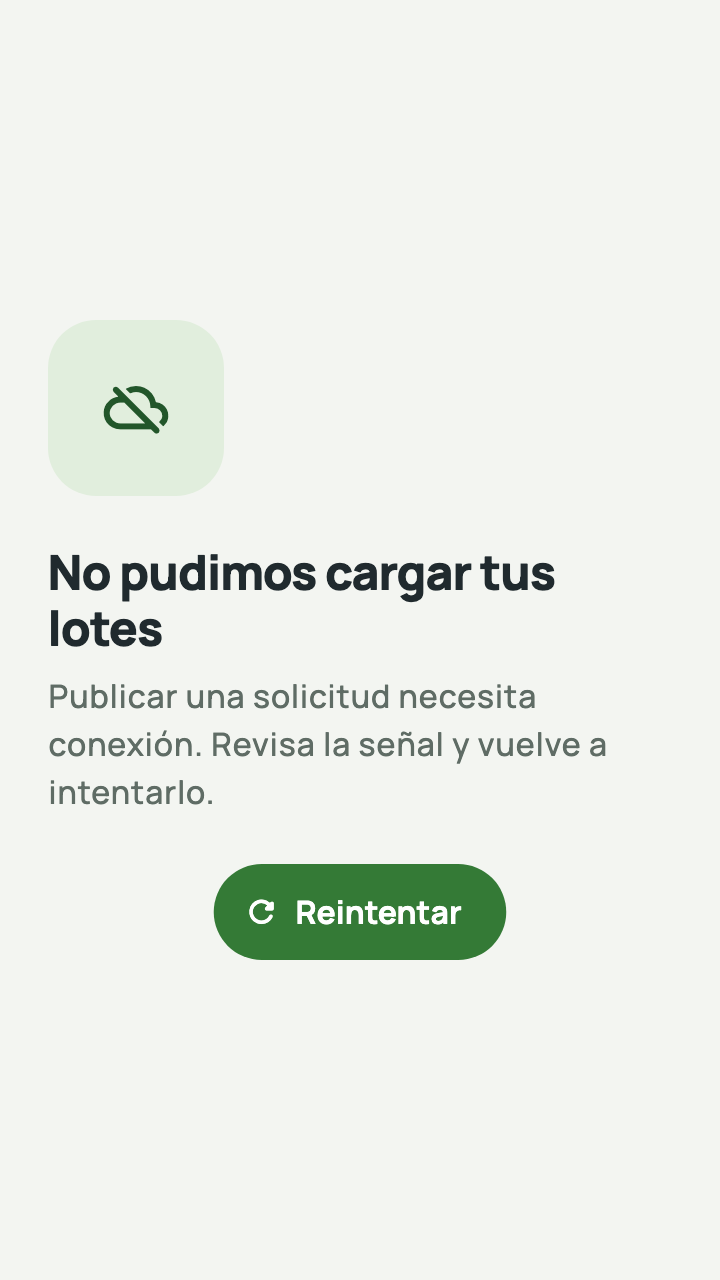 No pudimos cargar tus
lotes
Publicar una solicitud necesita
conexión. Revisa la señal y vuelve a
intentarlo.
Reintentar